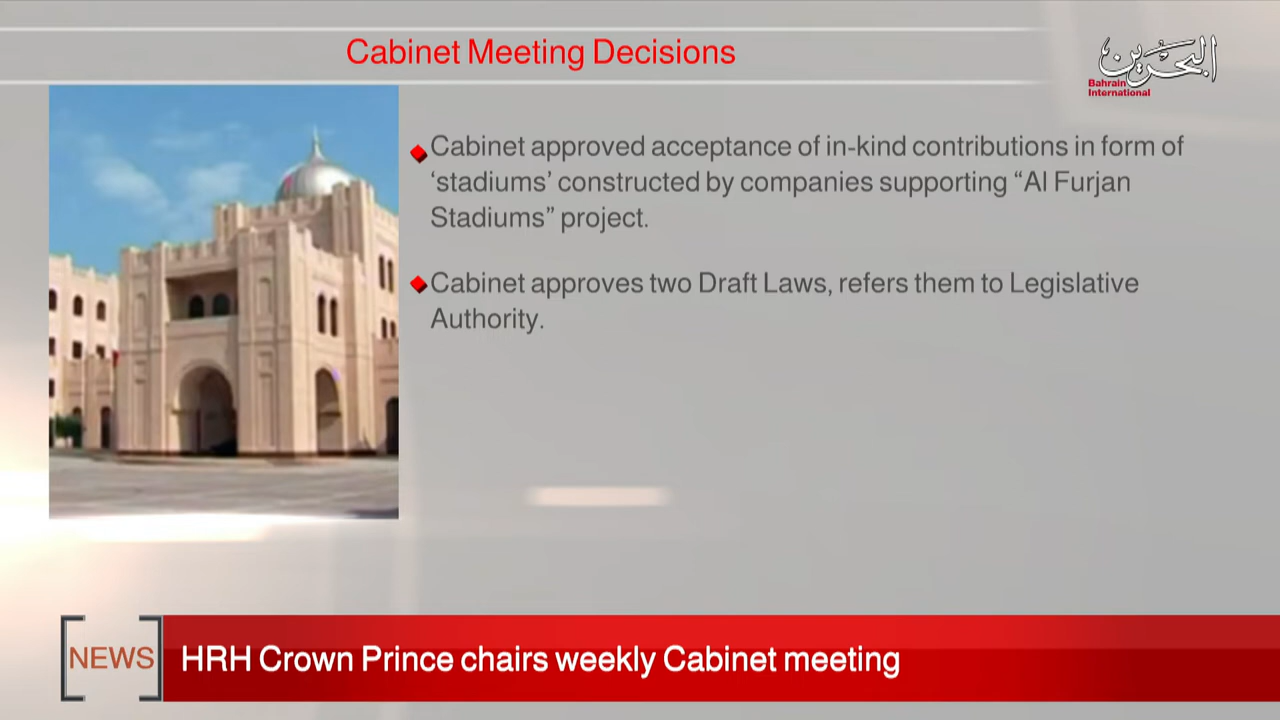 Cabinet Meeting Decisions
البحرين
Bahrain
International
Cabinet approved acceptance of in-kind contributions in form of
‘stadiums’ constructed by companies supporting “Al Furjan
Stadiums” project.
Cabinet approves two Draft Laws, refers them to Legislative
Authority.
NEWS
HRH Crown Prince chairs weekly Cabinet meeting